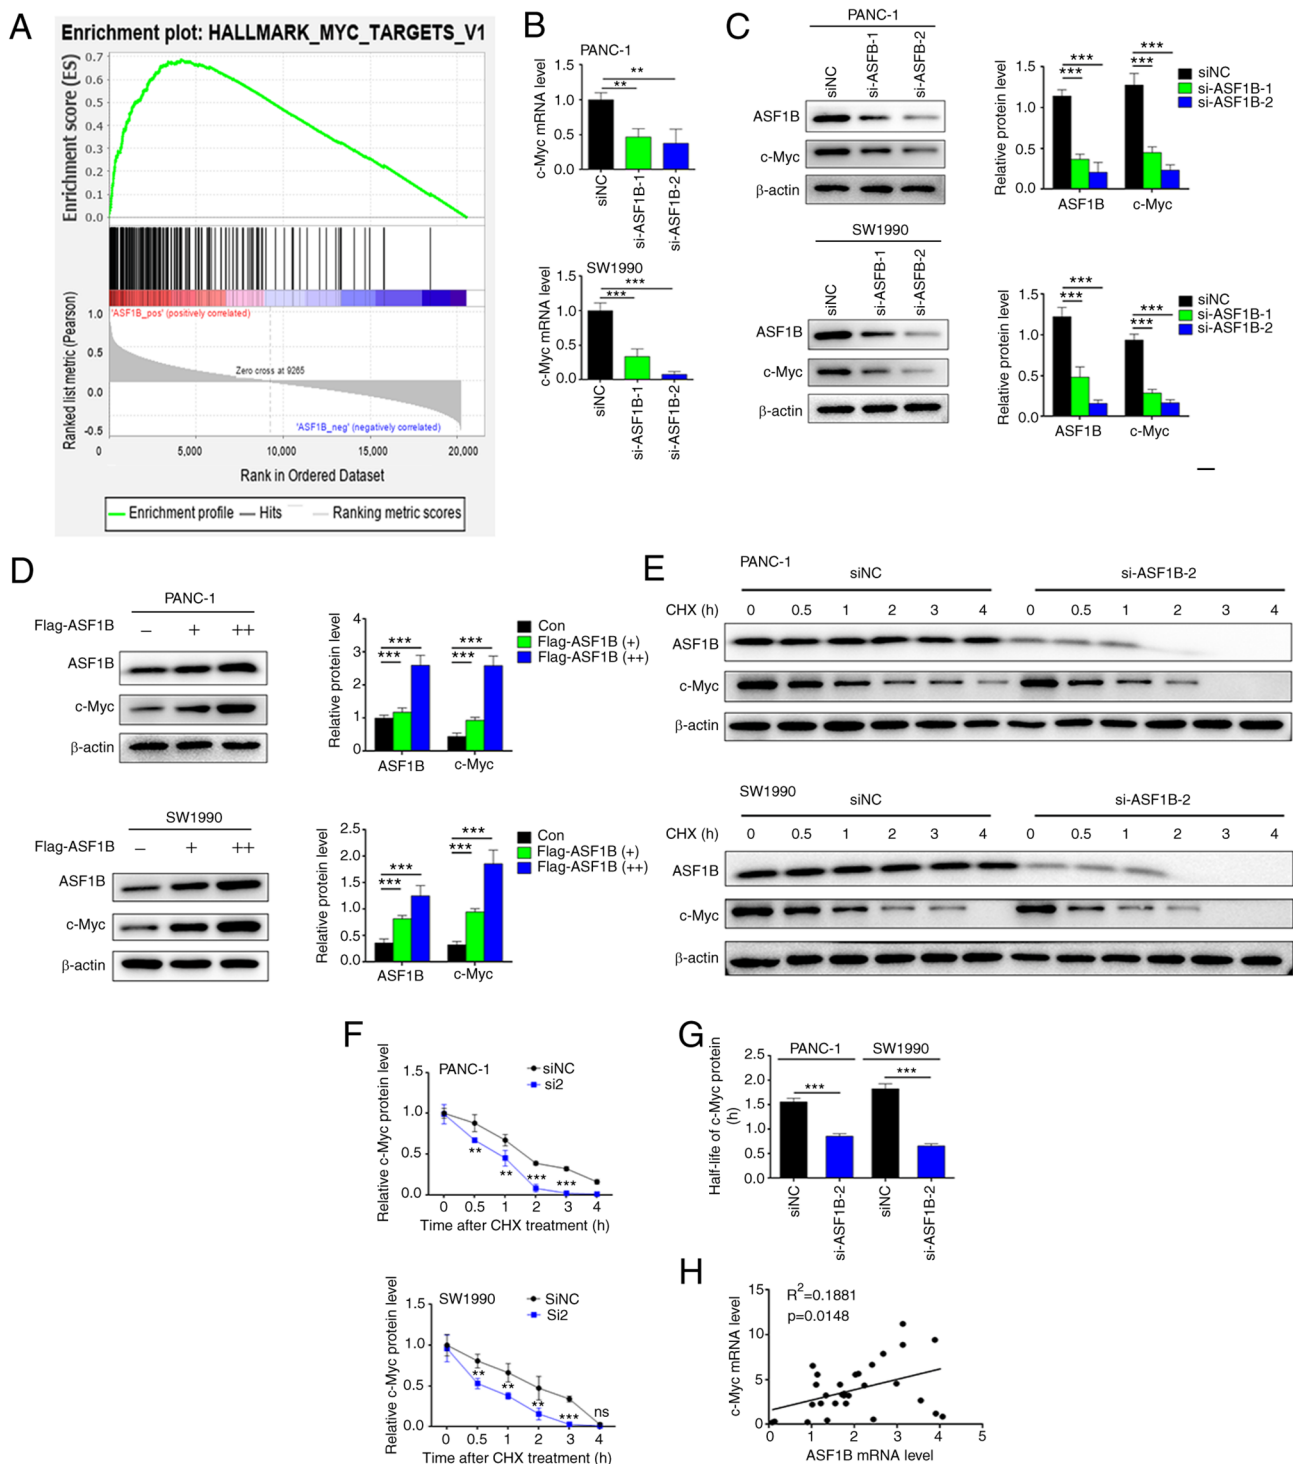 A
Enrichment plot: HALLMARK_MYC_TARGETS_V1
Enrichment score (ES)
0.7
0.6
0.5
0.4
0.3
0.2
0.1
0.0
'ASF1B_pos' (positively correlated)
Ranked list metric (Pearson)
1.0
0.5
0.0
-0.5
Zero cross at 9265
'ASF1B_neg' (negatively correlated)
0 5,000 10,000 15,000 20,000
Rank in Ordered Dataset
Enrichment profile Hits Ranking metric scores
B
PANC-1
c-Myc mRNA level
1.5
1.0
0.5
0.0
**
**
siNC
si-ASF1B-1
si-ASF1B-2
SW1990
c-Myc mRNA level
1.5
1.0
0.5
0.0
***
***
siNC
si-ASF1B-1
si-ASF1B-2
C
PANC-1
siNC
si-ASFB-1
si-ASFB-2
ASF1B
c-Myc
β-actin
Relative protein level
1.5
1.0
0.5
0.0
*** ***
*** ***
siNC
si-ASF1B-1
si-ASF1B-2
ASF1B c-Myc
SW1990
siNC
si-ASFB-1
si-ASFB-2
ASF1B
c-Myc
β-actin
Relative protein level
1.5
1.0
0.5
0.0
*** ***
*** ***
siNC
si-ASF1B-1
si-ASF1B-2
ASF1B c-Myc
D
PANC-1
Flag-ASF1B − + ++
ASF1B
c-Myc
β-actin
Relative protein level
4
3
2
1
0
*** ***
*** ***
Con
Flag-ASF1B (+)
Flag-ASF1B (++)
ASF1B c-Myc
SW1990
Flag-ASF1B − + ++
ASF1B
c-Myc
β-actin
Relative protein level
2.5
2.0
1.5
1.0
0.5
0.0
*** ***
*** ***
Con
Flag-ASF1B (+)
Flag-ASF1B (++)
ASF1B c-Myc
E
PANC-1
siNC si-ASF1B-2
CHX (h) 0 0.5 1 2 3 4 0 0.5 1 2 3 4
ASF1B
c-Myc
β-actin
SW1990
siNC si-ASF1B-2
CHX (h) 0 0.5 1 2 3 4 0 0.5 1 2 3 4
ASF1B
c-Myc
β-actin
F
PANC-1
siNC
si2
Relative c-Myc protein level
1.5
1.0
0.5
0.0
** ** *** ***
0 0.5 1 2 3 4
Time after CHX treatment (h)
SW1990
SiNC
Si2
Relative c-Myc protein level
1.5
1.0
0.5
0.0
** ** ** *** ns
0 0.5 1 2 3 4
Time after CHX treatment (h)
G
PANC-1 SW1990
Half-life of c-Myc protein
(h)
2.5
2.0
1.5
1.0
0.5
0.0
*** ***
siNC
si-ASF1B-2
siNC
si-ASF1B-2
H
c-Myc mRNA level
15
10
5
0
R2=0.1881
p=0.0148
0 1 2 3 4 5
ASF1B mRNA level